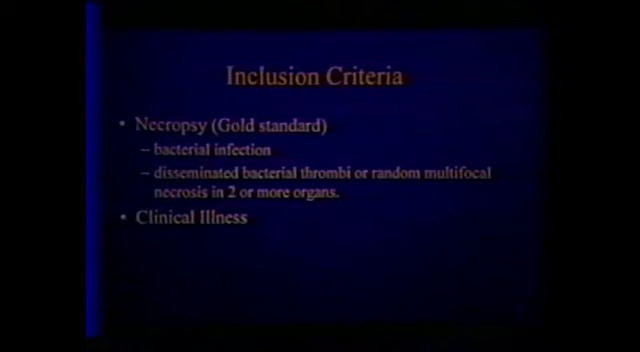 Inclusion Criteria
• Necropsy (Gold standard)
– bacterial infection
– disseminated bacterial thrombi or random multifocal
necrosis in 2 or more organs.
• Clinical Illness